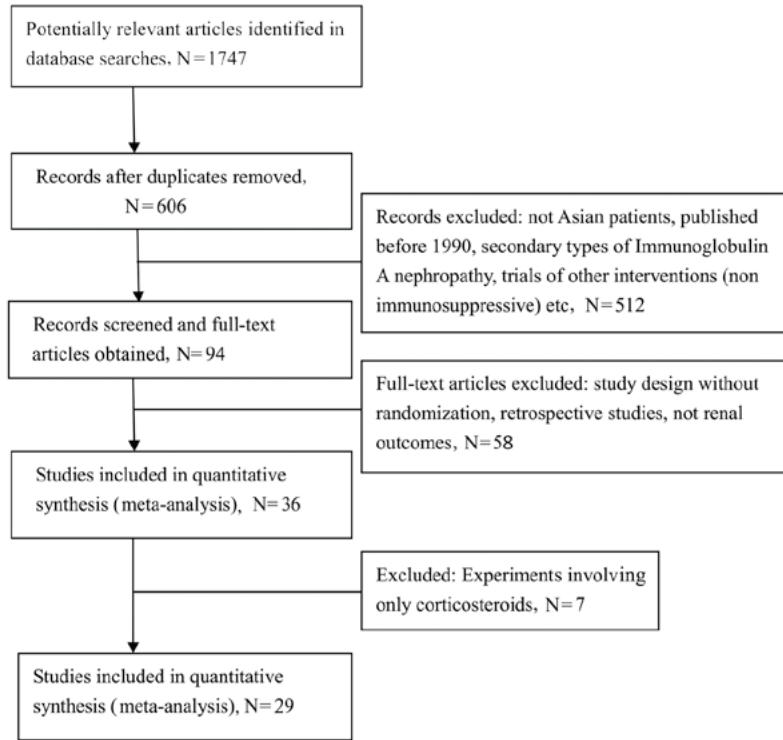 Potentially relevant articles identified in
database searches, N=1747
Records after duplicates removed,
N=606
Records excluded: not Asian patients, published
before 1990, secondary types of Immunoglobulin
A nephropathy, trials of other interventions (non
immunosuppressive) etc, N=512
Records screened and full-text
articles obtained, N=94
Full-text articles excluded: study design without
randomization, retrospective studies, not renal
outcomes, N=58
Studies included in quantitative
synthesis (meta-analysis), N=36
Excluded: Experiments involving
only corticosteroids, N=7
Studies included in quantitative
synthesis (meta-analysis), N=29